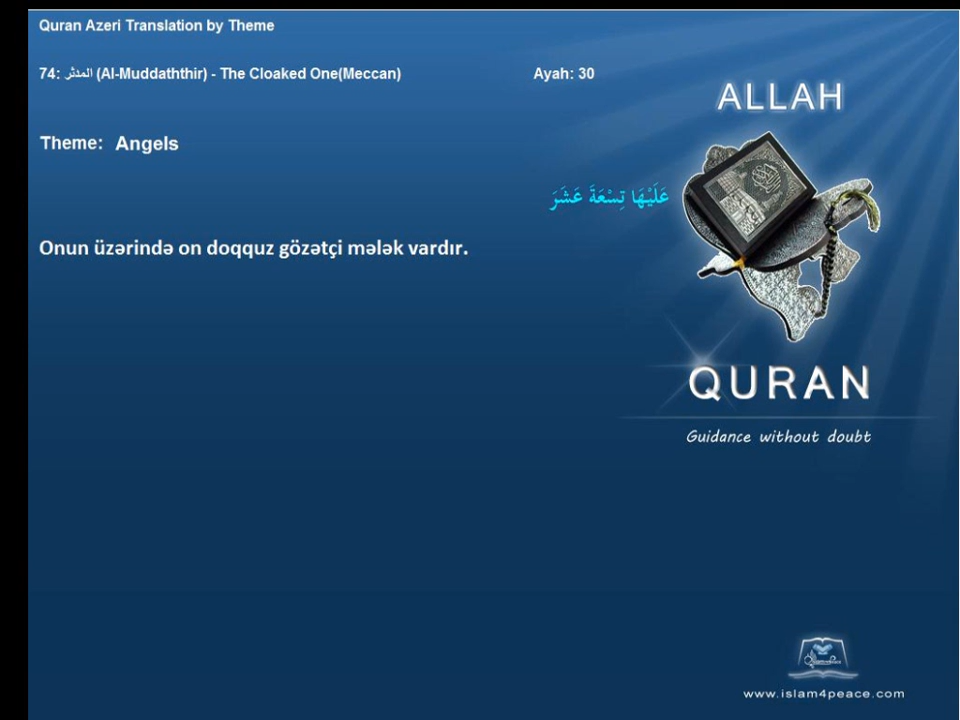 Quran Azeri Translation by Theme
74: المدثر (Al-Muddaththir) - The Cloaked One(Meccan) Ayah: 30
ALLAH
Theme: Angels
عَلَيْهَا تِسْعَةَ عَشَرَ
Onun üzərində on doqquz gözətçi mələk vardır.
QURAN
Guidance without doubt
www.islam4peace.com